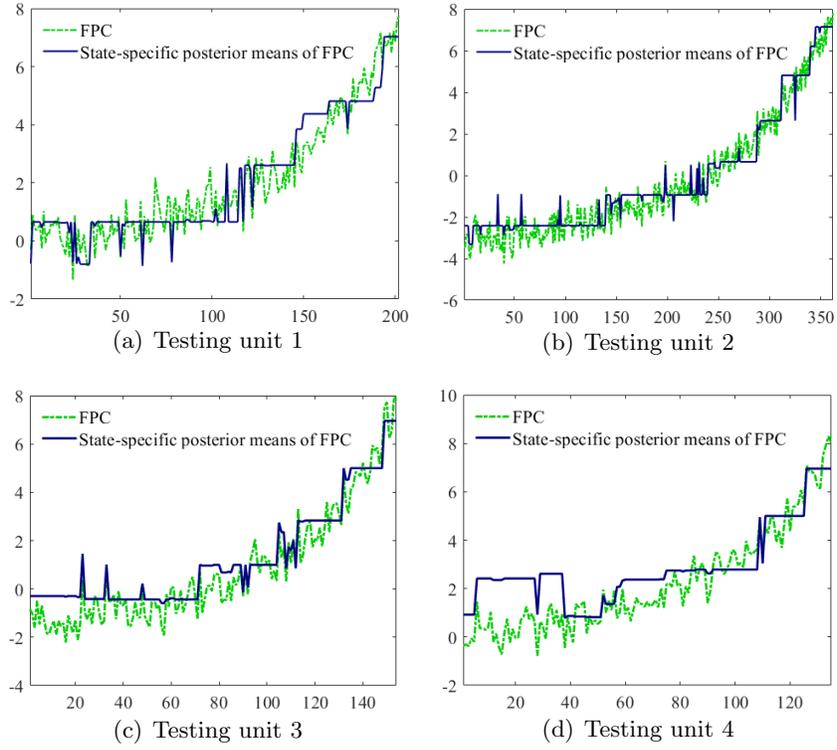 8
FPC
State-specific posterior means of FPC
6
4
2
0
-2
50 100 150 200
(a) Testing unit 1
8
FPC
State-specific posterior means of FPC
6
4
2
0
-2
-4
-6
50 100 150 200 250 300 350
(b) Testing unit 2
8
FPC
State-specific posterior means of FPC
6
4
2
0
-2
-4
20 40 60 80 100 120 140
(c) Testing unit 3
10
FPC
State-specific posterior means of FPC
8
6
4
2
0
-2
20 40 60 80 100 120
(d) Testing unit 4